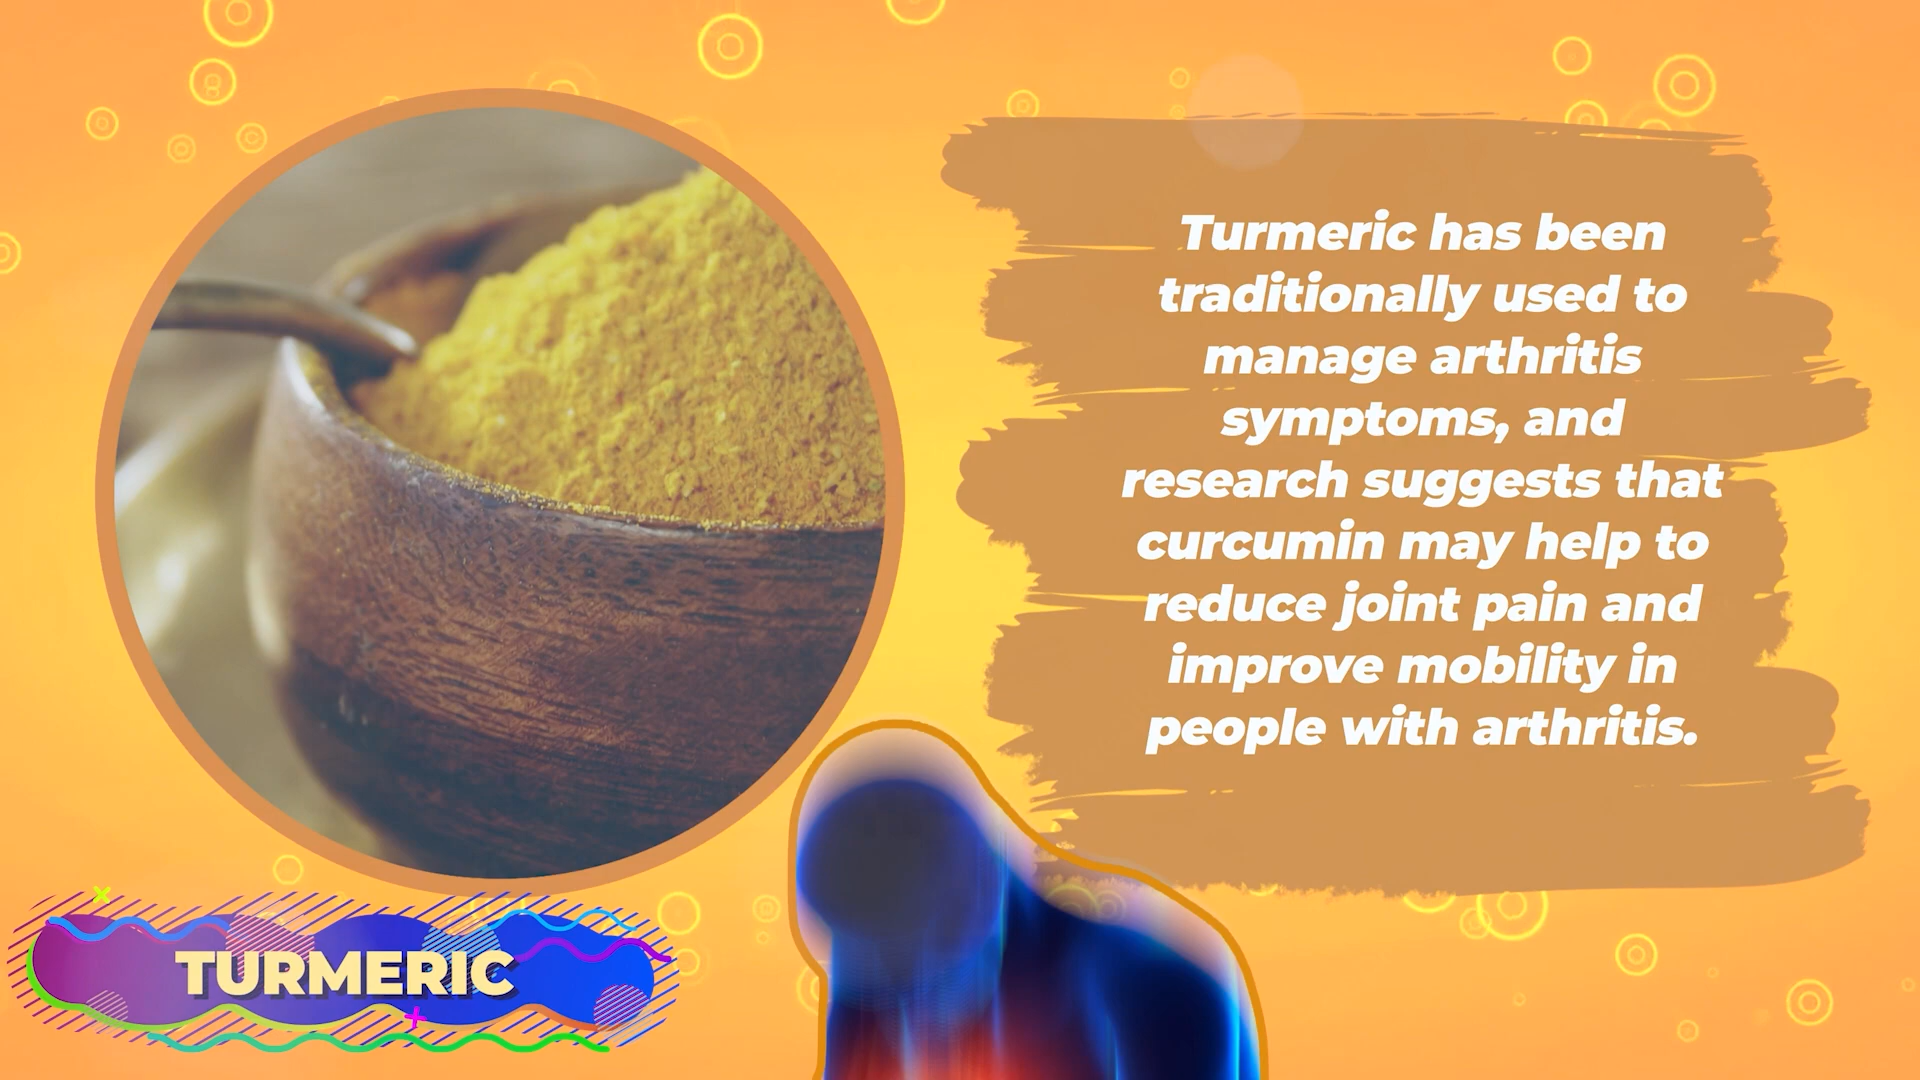 Turmeric has been
traditionally used to
manage arthritis
symptoms, and
research suggests that
curcumin may help to
reduce joint pain and
improve mobility in
people with arthritis.
TURMERIC